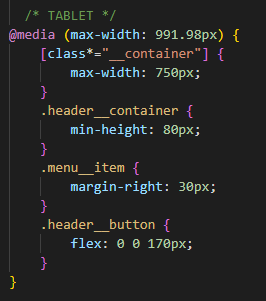 /* TABLET */
@media (max-width: 991.98px) {
[class*="__container"] {
max-width: 750px;
}
.header__container {
min-height: 80px;
}
.menu__item {
margin-right: 30px;
}
.header__button {
flex: 0 0 170px;
}
}